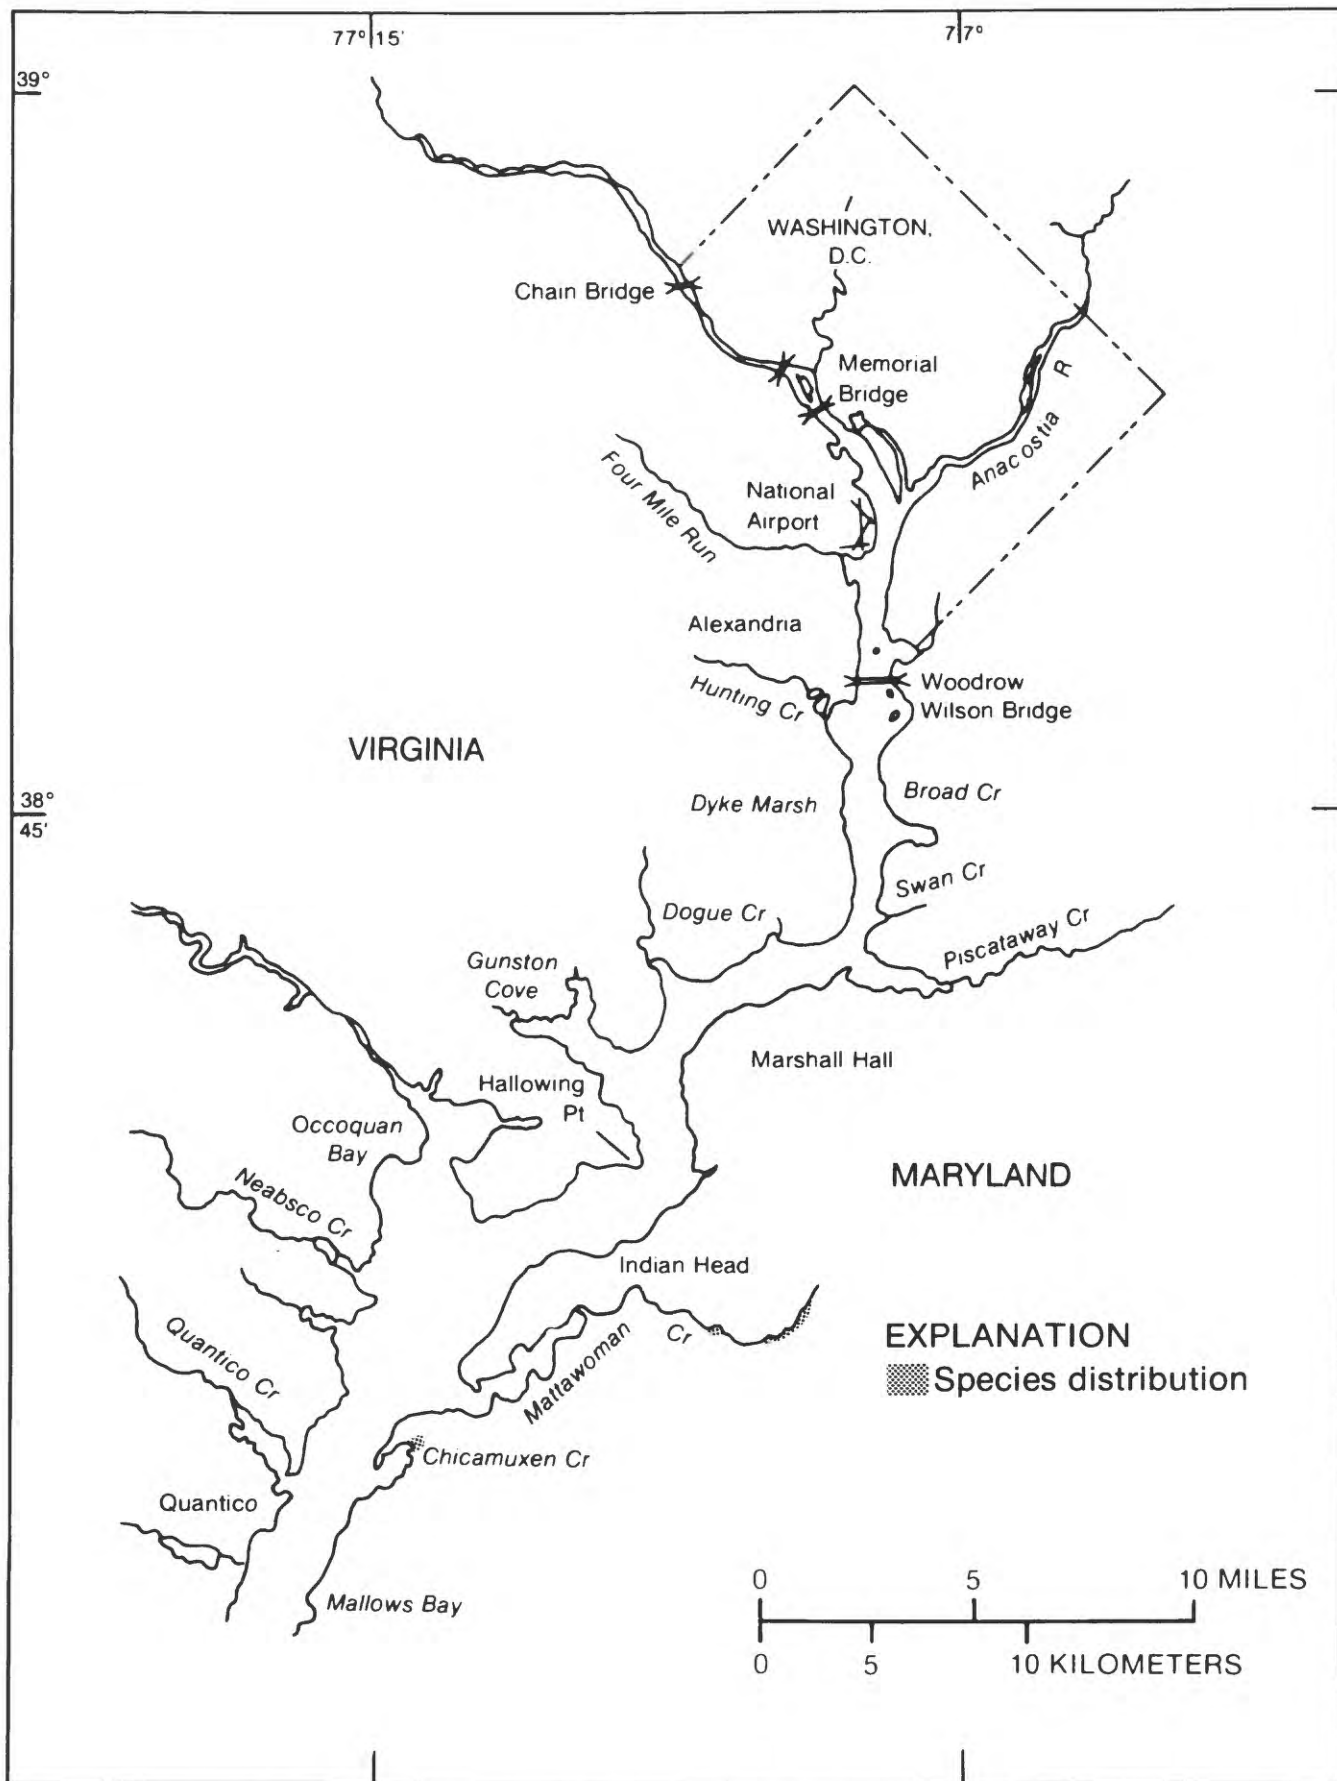 77° 15'
77°
39°
WASHINGTON,
D.C.
Chain Bridge
Memorial
Bridge
Anacostia R
Four Mile Run
National
Airport
Alexandria
Hunting Cr
Woodrow
Wilson Bridge
VIRGINIA
38°
45'
Dyke Marsh
Broad Cr
Swan Cr
Dogue Cr
Piscataway Cr
Gunston
Cove
Marshall Hall
Hallowing
Pt
Occoquan
Bay
Neabsco Cr
MARYLAND
Indian Head
Quantico Cr
Mattawoman Cr
EXPLANATION
Species distribution
Chicamuxen Cr
Quantico
Mallows Bay
0 5 10 MILES
0 5 10 KILOMETERS